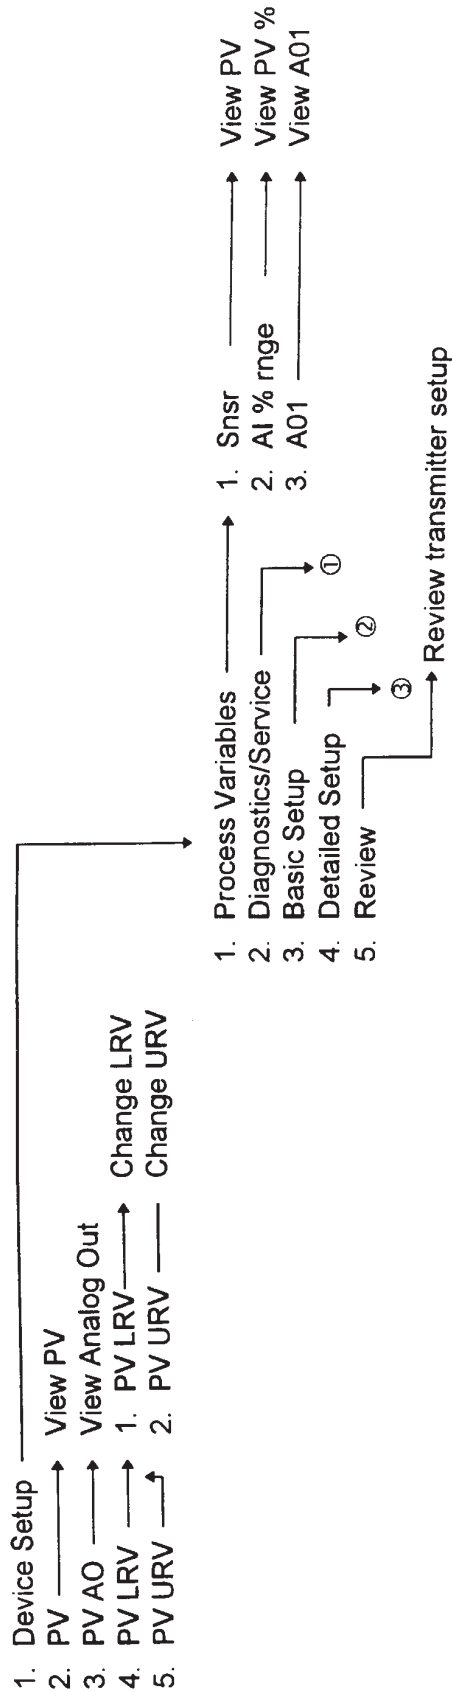 1. Device Setup
2. PV View PV
3. PV AO View Analog Out
4. PV LRV 1. PV LRV Change LRV
5. PV URV 2. PV URV Change URV
1. Process Variables
2. Diagnostics/Service ①
3. Basic Setup ②
4. Detailed Setup ③
5. Review Review transmitter setup
1. Snsr View PV
2. AI % rnge View PV %
3. A01 View A01